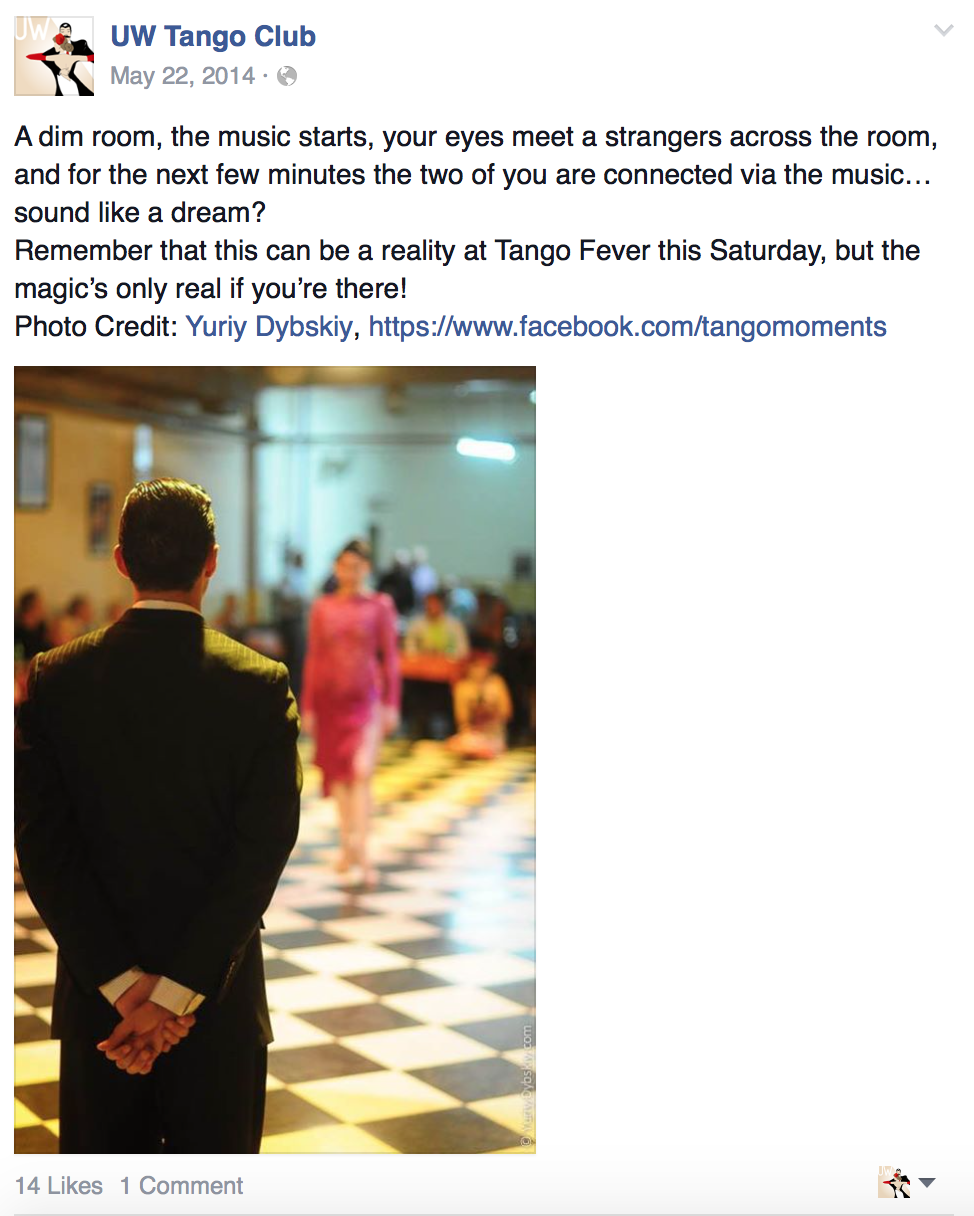 UW
UW Tango Club
May 22, 2014 ·
A dim room, the music starts, your eyes meet a strangers across the room,
and for the next few minutes the two of you are connected via the music…
sound like a dream?
Remember that this can be a reality at Tango Fever this Saturday, but the
magic’s only real if you’re there!
Photo Credit: Yuriy Dybskiy, https://www.facebook.com/tangomoments
© YuriyDybskiy.com
14 Likes 1 Comment